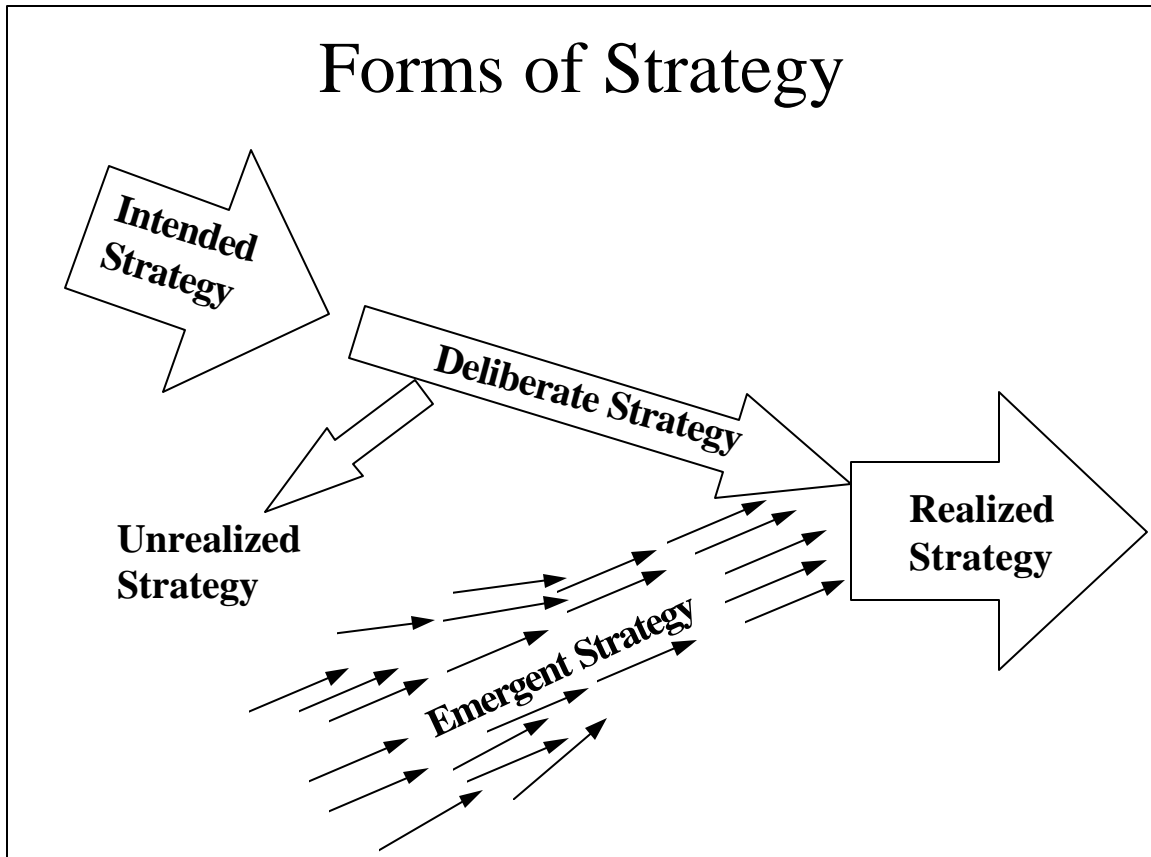 Forms of Strategy
Intended
Strategy
Deliberate Strategy
Unrealized
Strategy
Realized
Strategy
Emergent Strategy